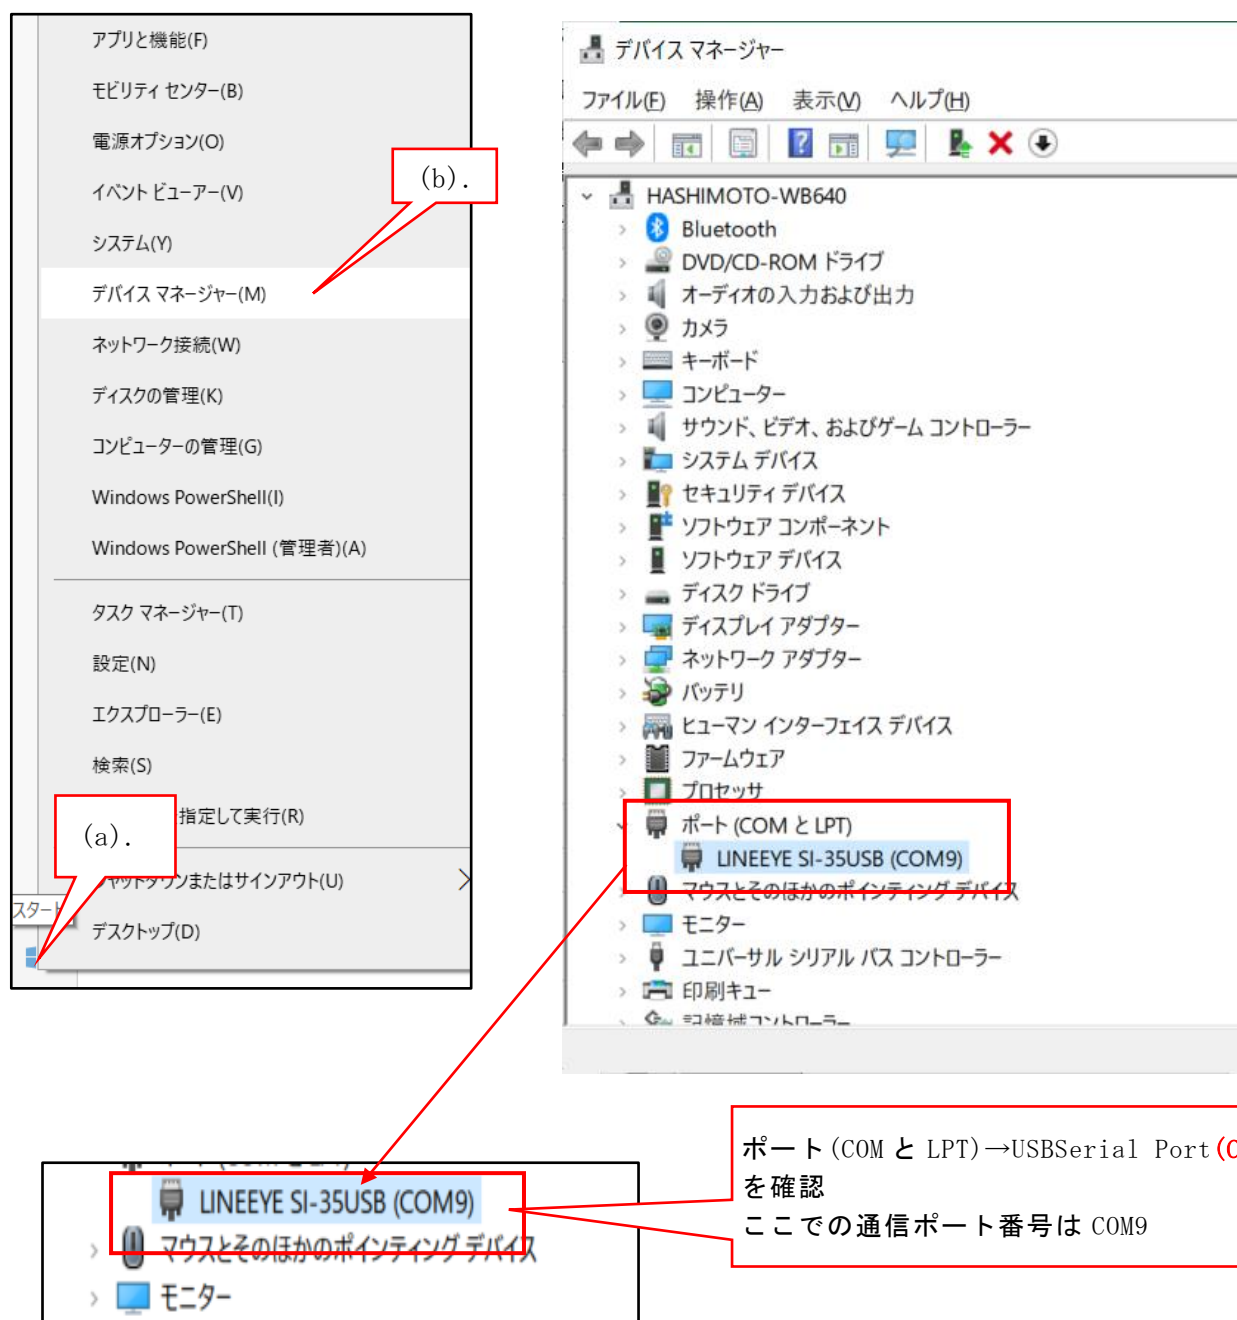 アプリと機能(F)
モビリティ センター(B)
電源オプション(O)
イベント ビューアー(V)
システム(Y)
デバイス マネージャー(M)
ネットワーク接続(W)
ディスクの管理(K)
コンピューターの管理(G)
Windows PowerShell(I)
Windows PowerShell (管理者)(A)
タスク マネージャー(T)
設定(N)
エクスプローラー(E)
検索(S)
指定して実行(R)
シャットダウンまたはサインアウト(U)
デスクトップ(D)
スタート
(a).
(b).
デバイス マネージャー
ファイル(F) 操作(A) 表示(V) ヘルプ(H)
HASHIMOTO-WB640
Bluetooth
DVD/CD-ROM ドライブ
オーディオの入力および出力
カメラ
キーボード
コンピューター
サウンド、ビデオ、およびゲーム コントローラー
システム デバイス
セキュリティ デバイス
ソフトウェア コンポーネント
ソフトウェア デバイス
ディスク ドライブ
ディスプレイ アダプター
ネットワーク アダプター
バッテリ
ヒューマン インターフェイス デバイス
ファームウェア
プロセッサ
ポート (COM と LPT)
LINEEYE SI-35USB (COM9)
マウスとそのほかのポインティング デバイス
モニター
ユニバーサル シリアル バス コントローラー
印刷キュー
記憶域コントローラー
LINEEYE SI-35USB (COM9)
マウスとそのほかのポインティング デバイス
モニター
ポート(COM と LPT)→USBSerial Port(C
を確認
ここでの通信ポート番号は COM9